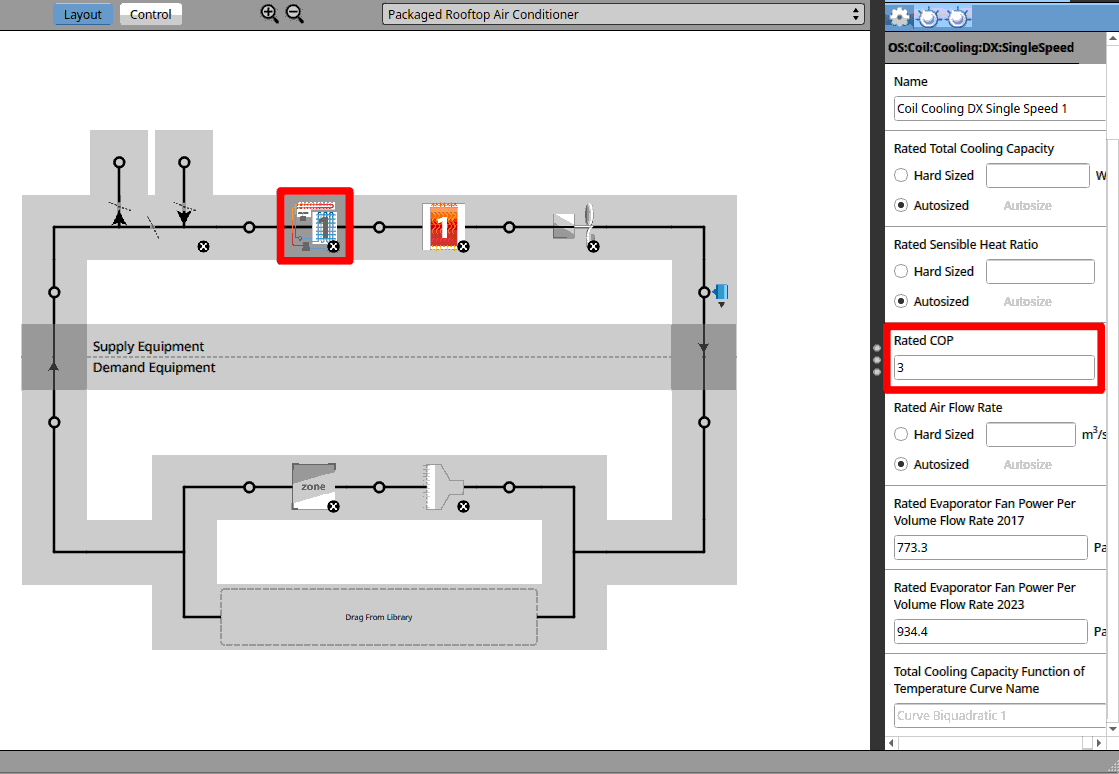 Layout
Control
Packaged Rooftop Air Conditioner
1
1
Supply Equipment
Demand Equipment
zone
Drag From Library
OS:Coil:Cooling:DX:SingleSpeed
Name
Coil Cooling DX Single Speed 1
Rated Total Cooling Capacity
Hard Sized
W
Autosized
Autosize
Rated Sensible Heat Ratio
Hard Sized
Autosized
Autosize
Rated COP
3
Rated Air Flow Rate
Hard Sized
m³/s
Autosized
Autosize
Rated Evaporator Fan Power Per
Volume Flow Rate 2017
773.3
Pa
Rated Evaporator Fan Power Per
Volume Flow Rate 2023
934.4
Pa
Total Cooling Capacity Function of
Temperature Curve Name
Curve Biquadratic 1